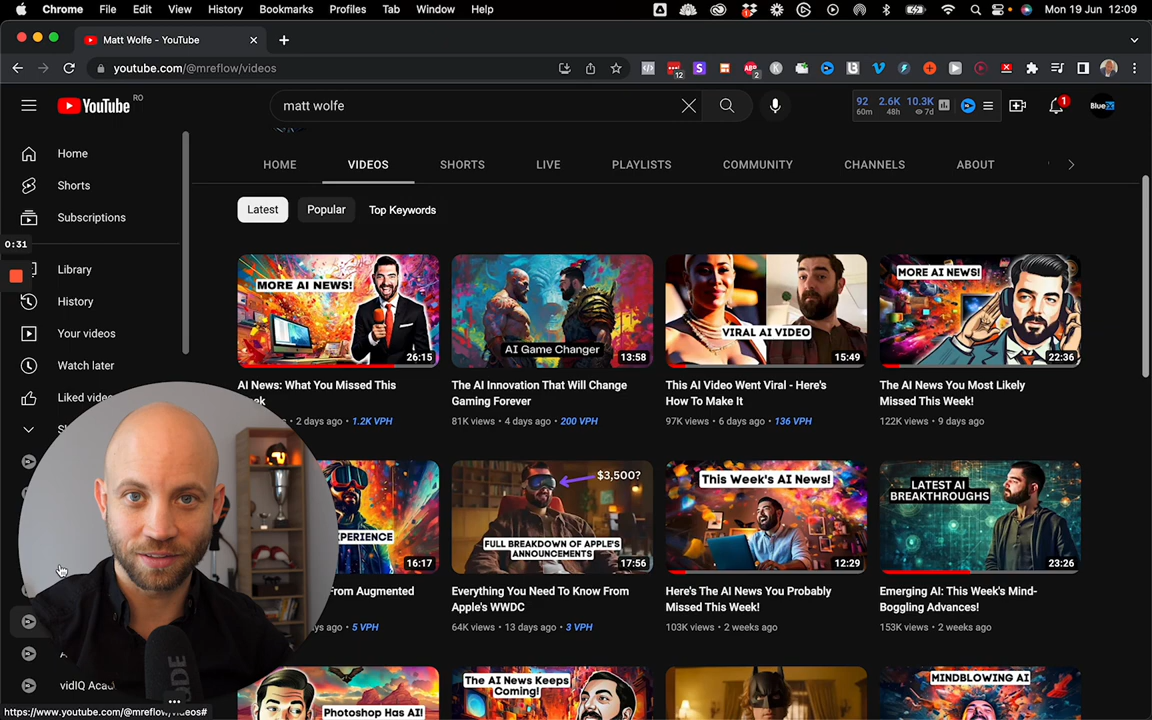 Chrome File Edit View History Bookmarks Profiles Tab Window Help
Mon 19 Jun 12:09
Matt Wolfe - YouTube
youtube.com/@mreflow/videos
12
2
YouTube RO
matt wolfe
92 2.6K 10.3K
60m 48h 7d
1
BlueX
HOME VIDEOS SHORTS LIVE PLAYLISTS COMMUNITY CHANNELS ABOUT
Home
Shorts
Subscriptions
0:31
Library
History
Your videos
Watch later
Liked videos
vidIQ Acad
Latest Popular Top Keywords
MORE AI NEWS!
26:15
AI News: What You Missed This
2 days ago • 1.2K VPH
AI Game Changer
13:58
The AI Innovation That Will Change
Gaming Forever
81K views • 4 days ago • 200 VPH
VIRAL AI VIDEO
15:49
This AI Video Went Viral - Here's
How To Make It
97K views • 6 days ago • 136 VPH
MORE AI NEWS!
22:36
The AI News You Most Likely
Missed This Week!
122K views • 9 days ago
16:17
From Augmented
days ago • 5 VPH
$3,500?
FULL BREAKDOWN OF APPLE'S
ANNOUNCEMENTS
17:56
Everything You Need To Know From
Apple's WWDC
64K views • 13 days ago • 3 VPH
This Week's AI News!
12:29
Here's The AI News You Probably
Missed This Week!
103K views • 2 weeks ago
LATEST AI
BREAKTHROUGHS
23:26
Emerging AI: This Week's Mind-
Boggling Advances!
153K views • 2 weeks ago
Photoshop Has AI!
The AI News Keeps
Coming!
MINDBLOWING AI
https://www.youtube.com/@mreflow/videos#